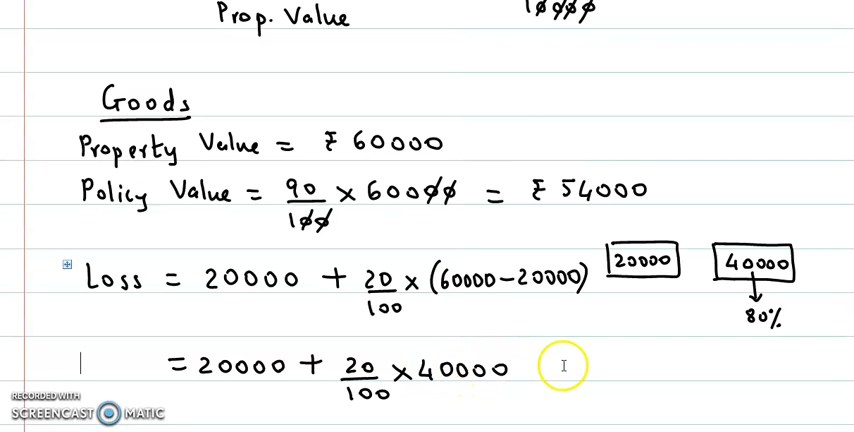 Prop. Value 10000
Goods
Property Value = ₹ 60000
Policy Value = 90/100 × 60000 = ₹ 54000
Loss = 20000 + 20/100 × (60000 – 20000) 20000 40000
80%
= 20000 + 20/100 × 40000
RECORDED WITH
SCREENCAST MATIC